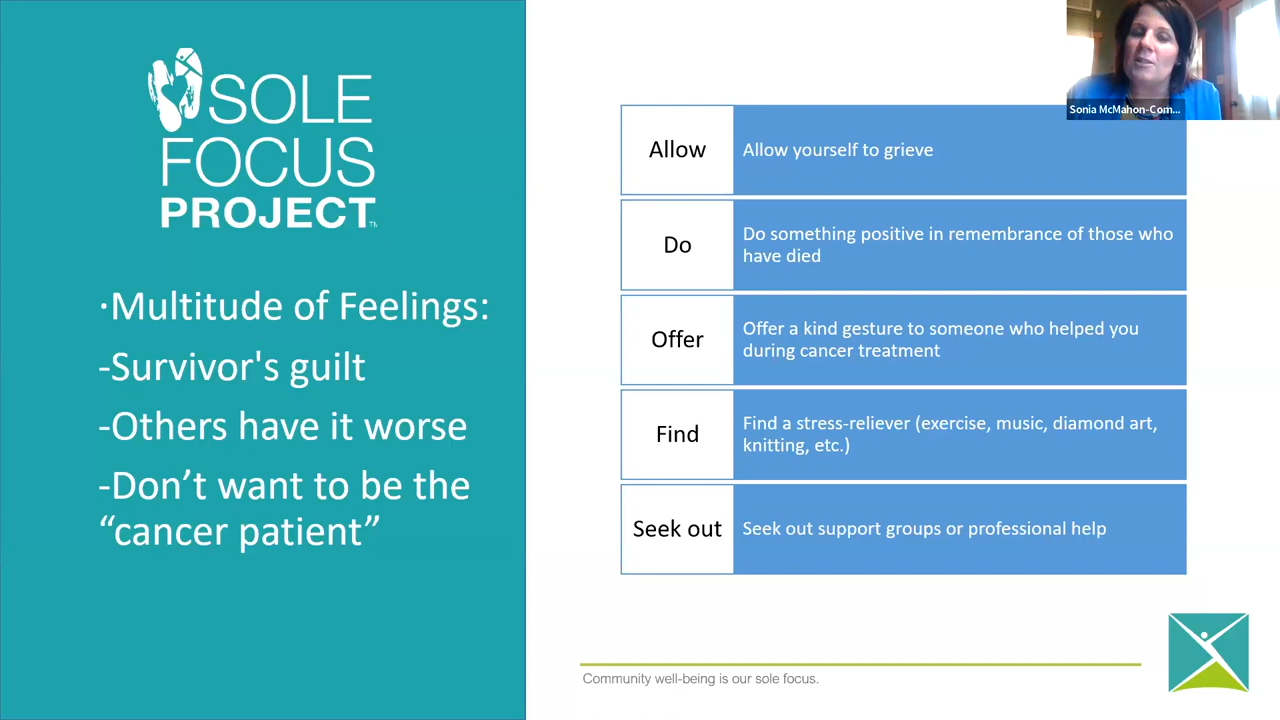 SOLE
FOCUS
PROJECT
·Multitude of Feelings:
-Survivor's guilt
-Others have it worse
-Don’t want to be the
“cancer patient”
Sonia McMahon-Com...
Allow
Allow yourself to grieve
Do
Do something positive in remembrance of those who
have died
Offer
Offer a kind gesture to someone who helped you
during cancer treatment
Find
Find a stress-reliever (exercise, music, diamond art,
knitting, etc.)
Seek out
Seek out support groups or professional help
Community well-being is our sole focus.